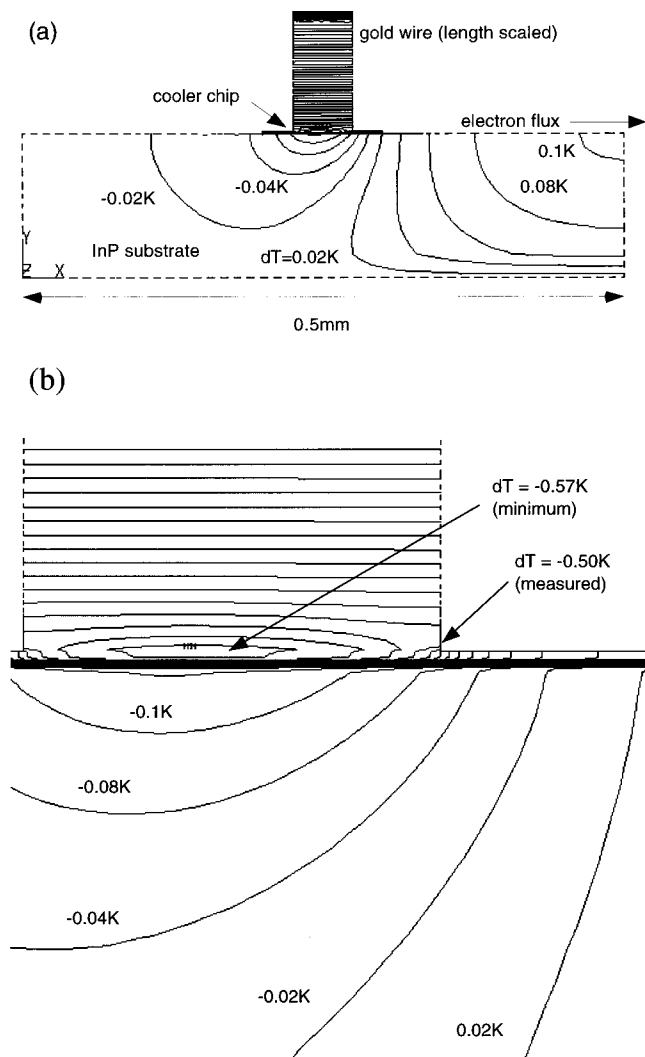 (a)
gold wire (length scaled)
cooler chip
electron flux
0.1K
-0.02K
-0.04K
0.08K
Y
InP substrate
dT=0.02K
Z X
0.5mm
(b)
dT = -0.57K
(minimum)
dT = -0.50K
(measured)
-0.1K
-0.08K
-0.04K
-0.02K
0.02K